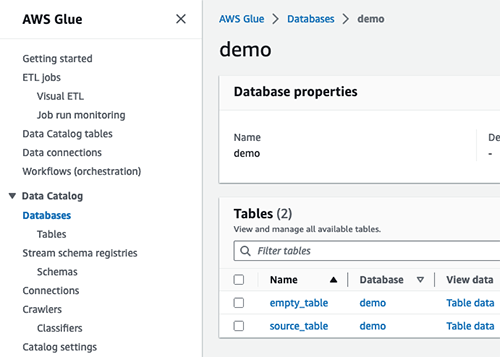 AWS Glue
Getting started
ETL jobs
Visual ETL
Job run monitoring
Data Catalog tables
Data connections
Workflows (orchestration)
Data Catalog
Databases
Tables
Stream schema registries
Schemas
Connections
Crawlers
Classifiers
Catalog settings
AWS Glue > Databases > demo
demo
Database properties
Name De
demo -
Tables (2)
View and manage all available tables.
Filter tables
Name Database View data
empty_table demo Table data
source_table demo Table data